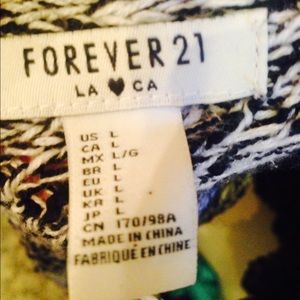 FOREVER 21
LA ♥ CA
US L
CA L
MX L/G
BR L
EU L
UK L
KR L
JP L
CN 170/98A
MADE IN CHINA
FABRIQUÉ EN CHINE